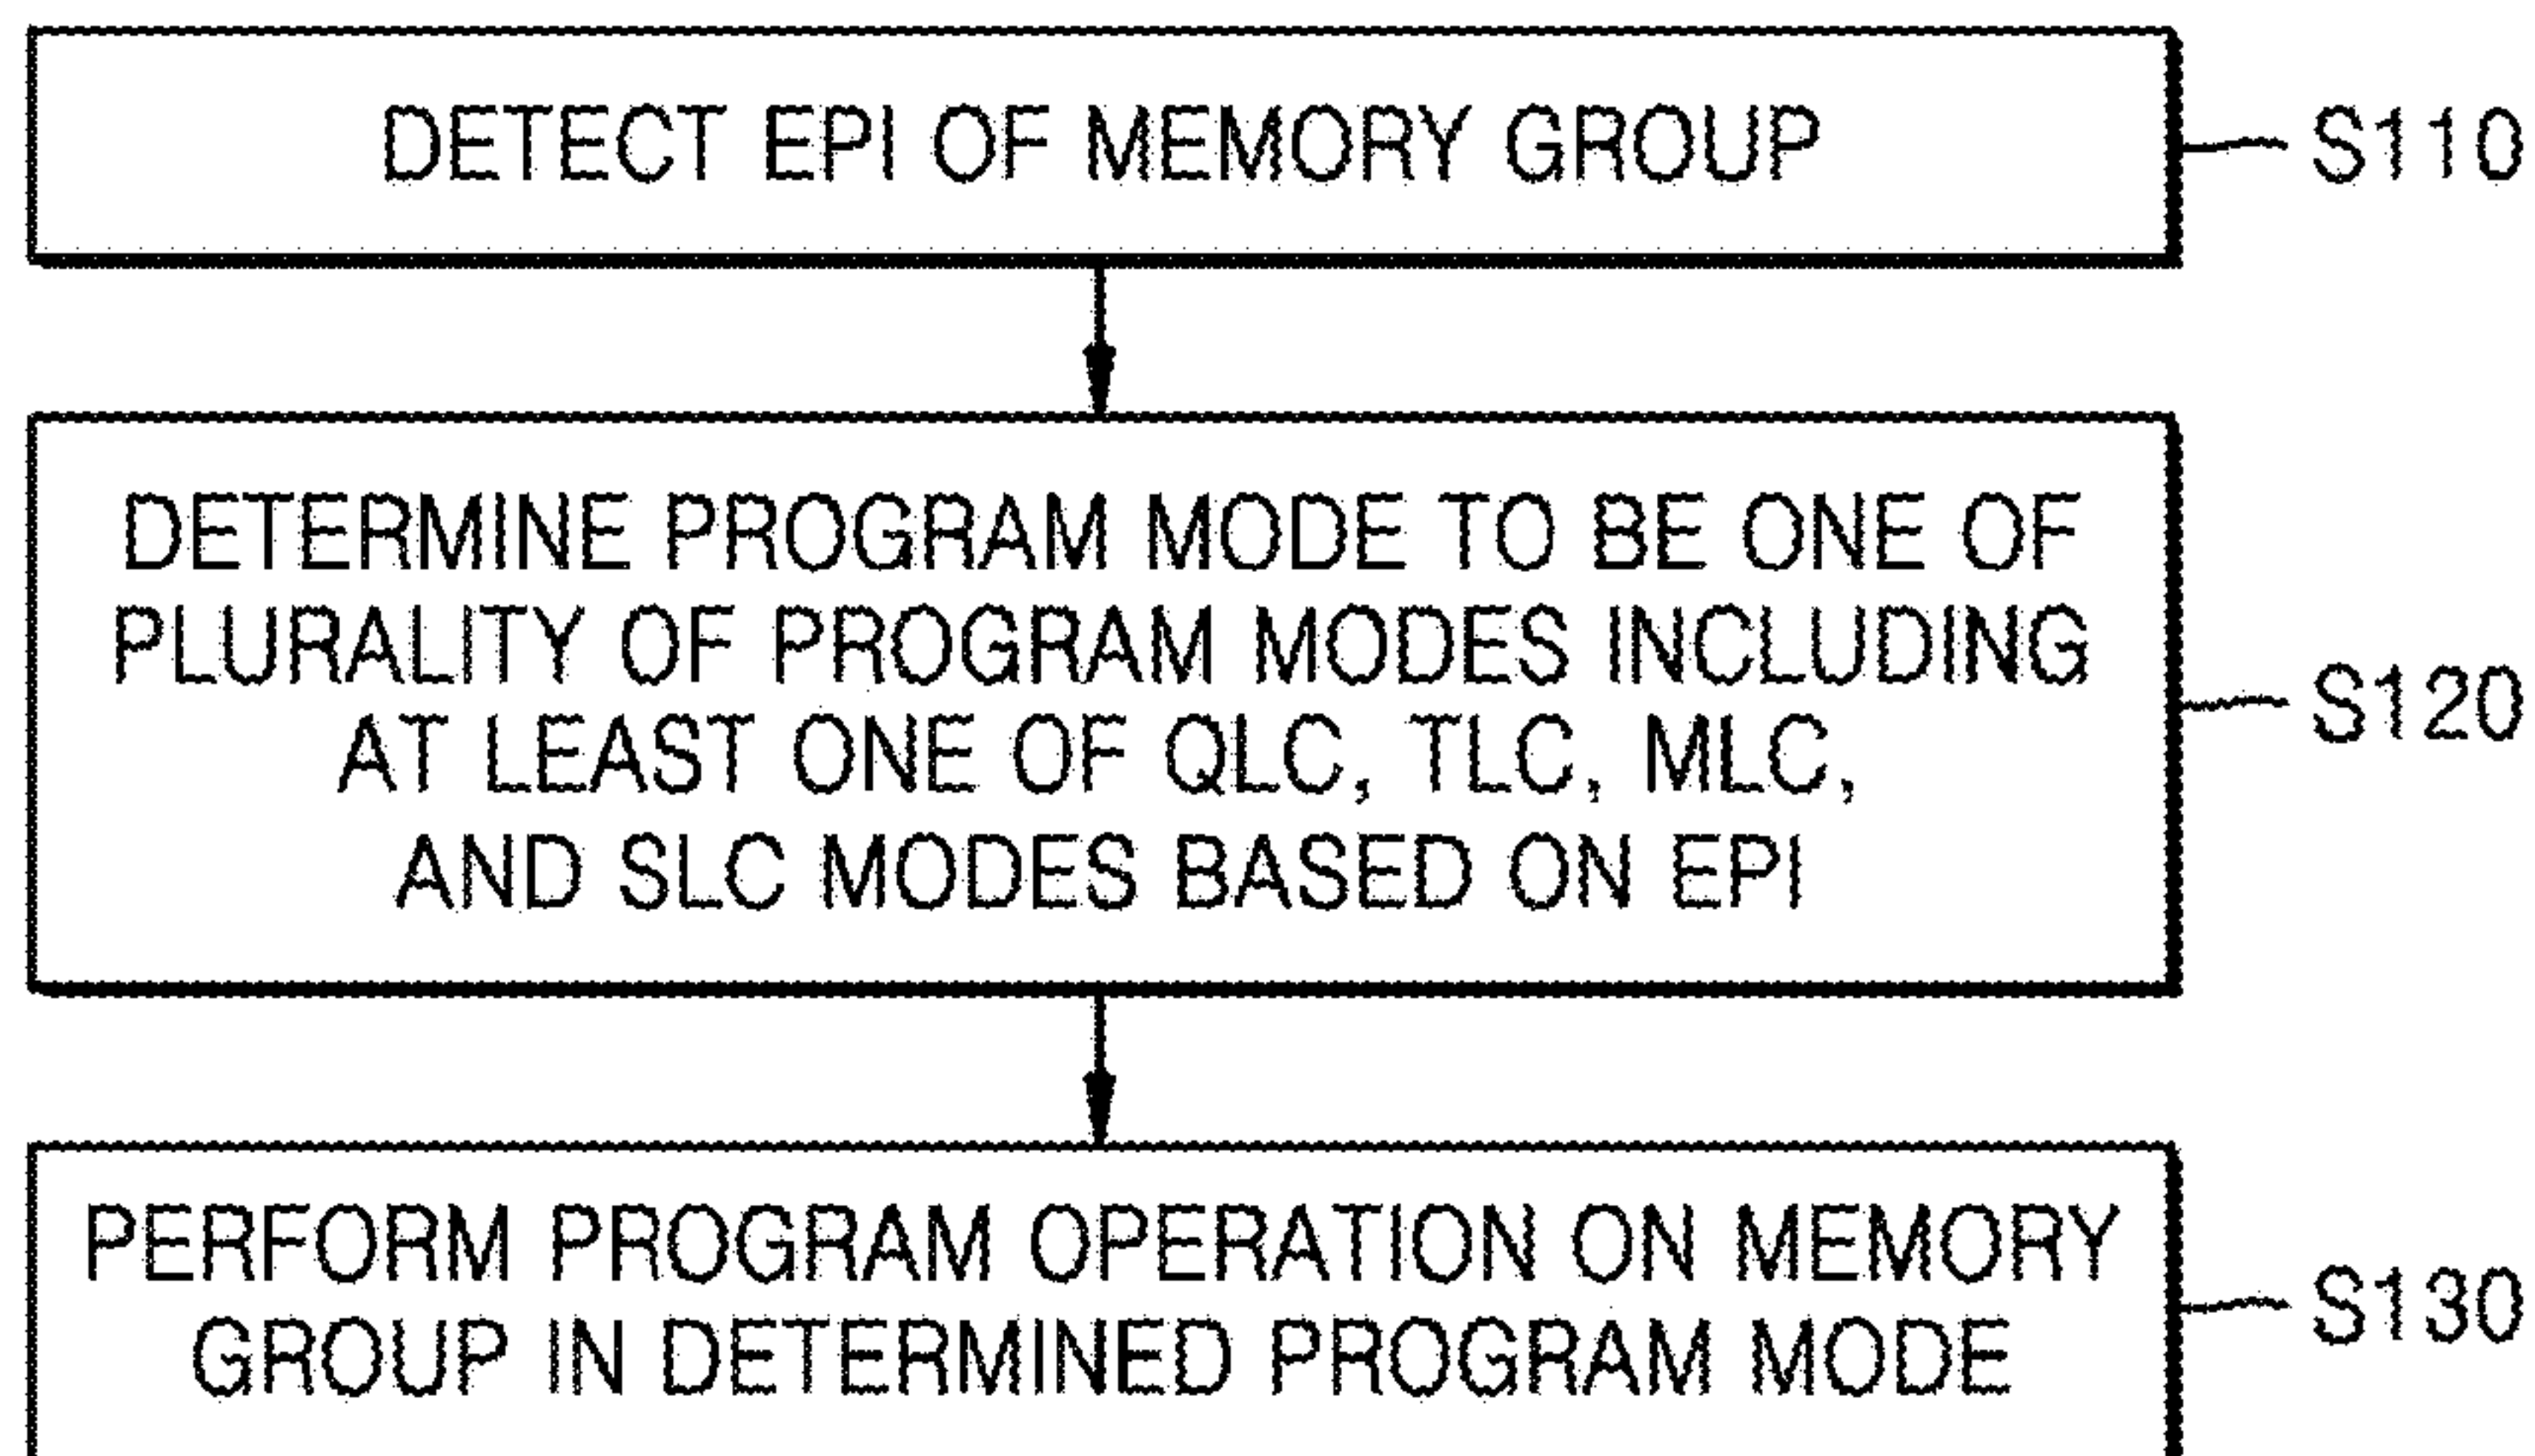 DETECT EPI OF MEMORY GROUP
S110
DETERMINE PROGRAM MODE TO BE ONE OF
PLURALITY OF PROGRAM MODES INCLUDING
AT LEAST ONE OF QLC, TLC, MLC,
AND SLC MODES BASED ON EPI
S120
PERFORM PROGRAM OPERATION ON MEMORY
GROUP IN DETERMINED PROGRAM MODE
S130